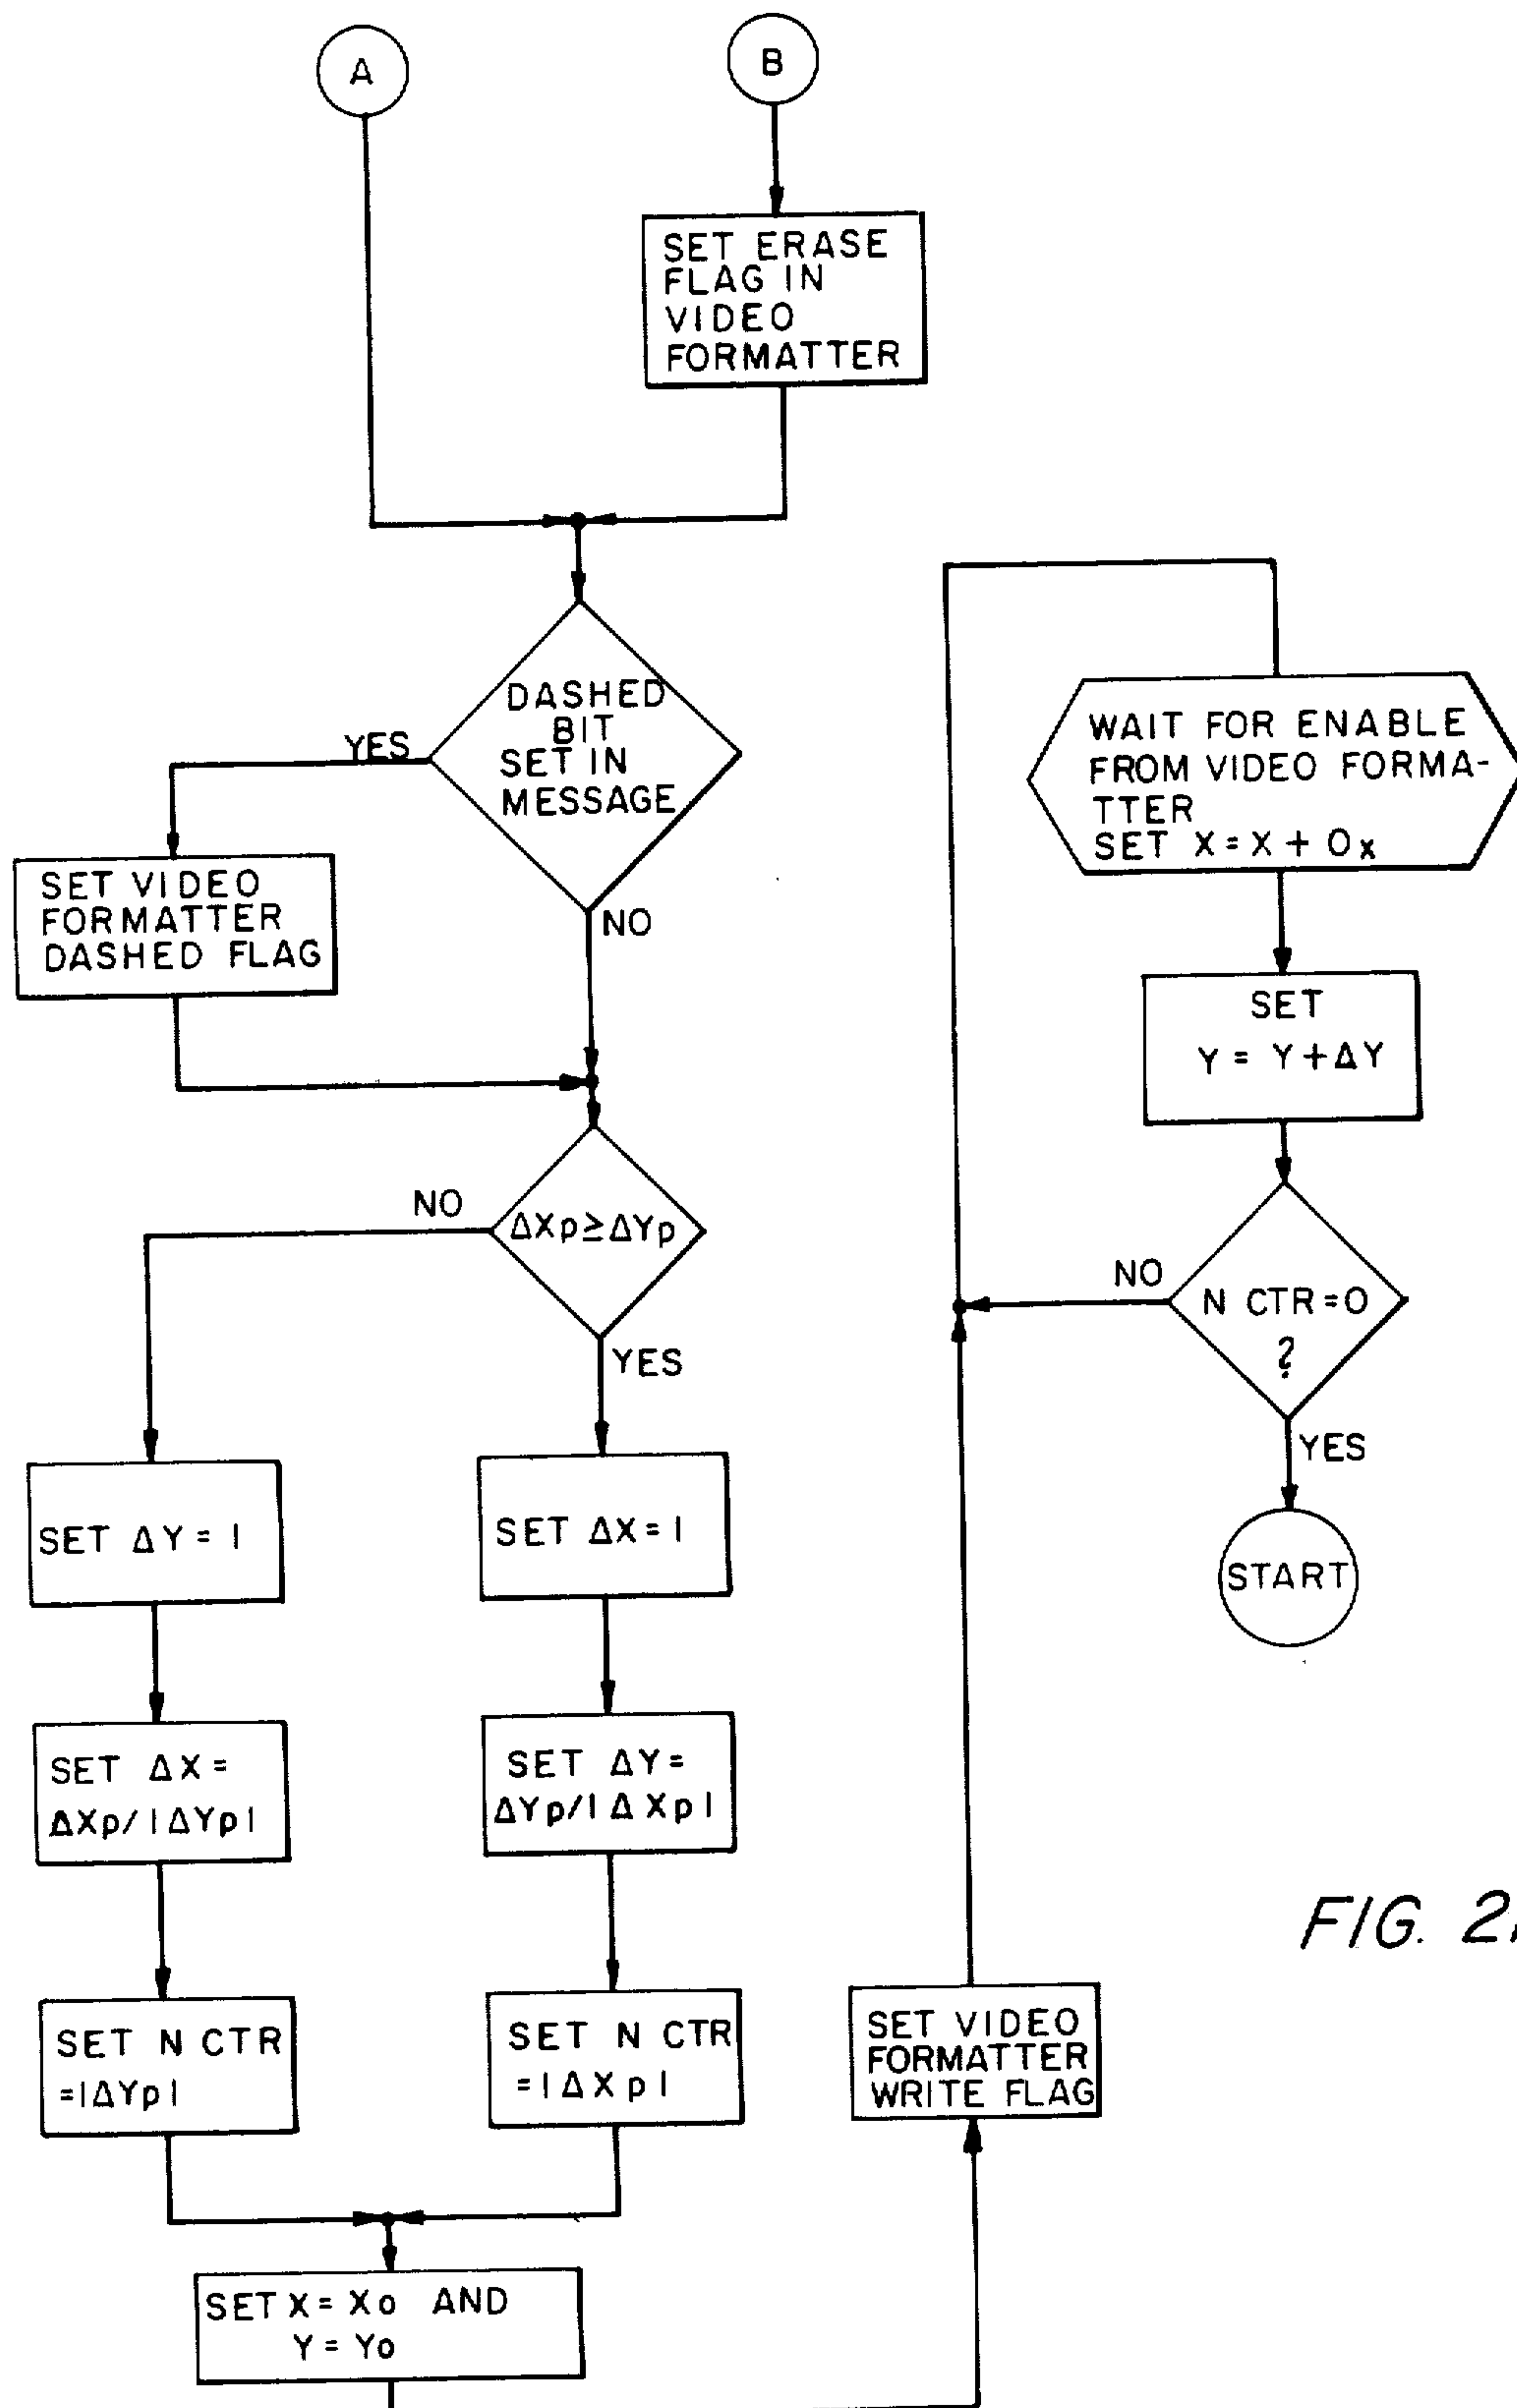 A
B
SET ERASE
FLAG IN
VIDEO
FORMATTER
DASHED
BIT
SET IN
MESSAGE
YES
NO
SET VIDEO
FORMATTER
DASHED FLAG
ΔXp≥ΔYp
NO
YES
SET ΔY=1
SET ΔX=1
SET ΔX=
ΔXp/|ΔYp|
SET ΔY=
ΔYp/|ΔXp|
SET N CTR
=|ΔYp|
SET N CTR
=|ΔXp|
SET X=Xo AND
Y=Yo
SET VIDEO
FORMATTER
WRITE FLAG
WAIT FOR ENABLE
FROM VIDEO FORMA-
TTER
SET X=X+Ox
SET
Y=Y+ΔY
N CTR=0
?
NO
YES
START
FIG.